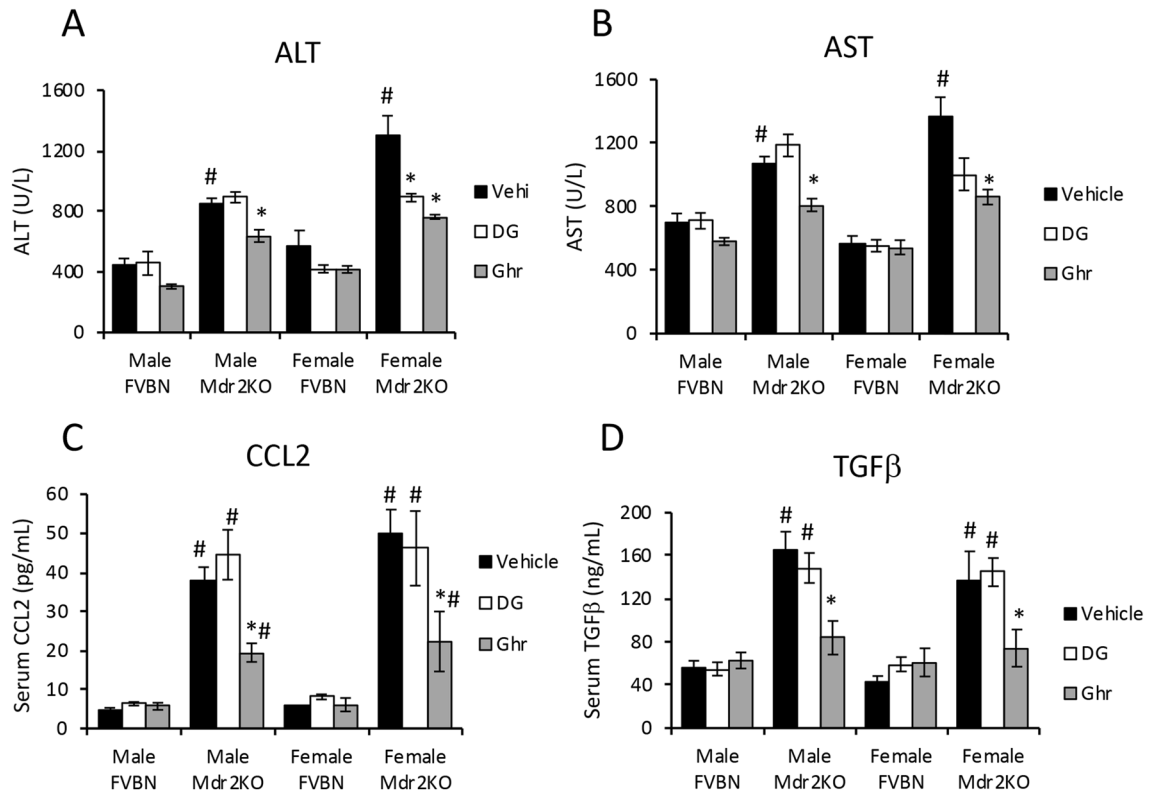 A
ALT
ALT (U/L)
1600
1200
800
400
0
#
#
*
*
*
Vehi
DG
Ghr
Male Male Female Female
FVBN Mdr2KO FVBN Mdr2KO
B
AST
AST (U/L)
1600
1200
800
400
0
#
#
*
*
Vehicle
DG
Ghr
Male Male Female Female
FVBN Mdr2KO FVBN Mdr2KO
C
CCL2
Serum CCL2 (pg/mL)
60
50
40
30
20
10
0
# #
#
#
*#
*#
Vehicle
DG
Ghr
Male Male Female Female
FVBN Mdr2KO FVBN Mdr2KO
D
TGFβ
Serum TGFβ (ng/mL)
200
160
120
80
40
0
#
#
# #
*
*
Vehicle
DG
Ghr
Male Male Female Female
FVBN Mdr2KO FVBN Mdr2KO